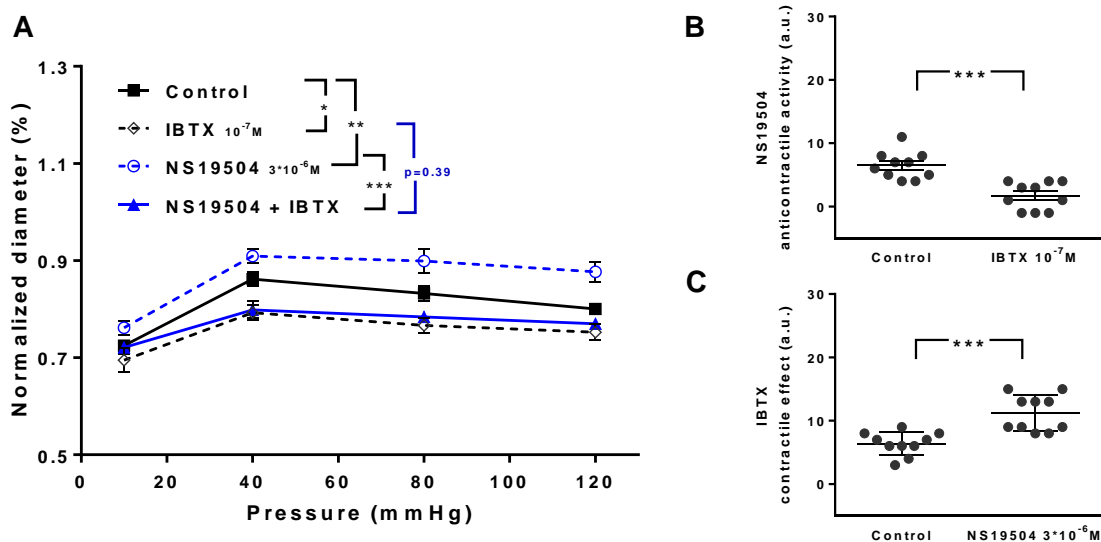 A
Normalized diameter (%)
1.3
1.1
0.9
0.7
0.5
Control
IBTX 10⁻⁷M
NS19504 3*10⁻⁶M
NS19504 + IBTX
*
**
***
p=0.39
0 20 40 60 80 100 120
Pressure (mmHg)
B
NS19504
anticontractile activity (a.u.)
30
20
10
0
***
Control IBTX 10⁻⁷M
C
IBTX
contractile effect (a.u.)
30
20
10
0
***
Control NS19504 3*10⁻⁶M